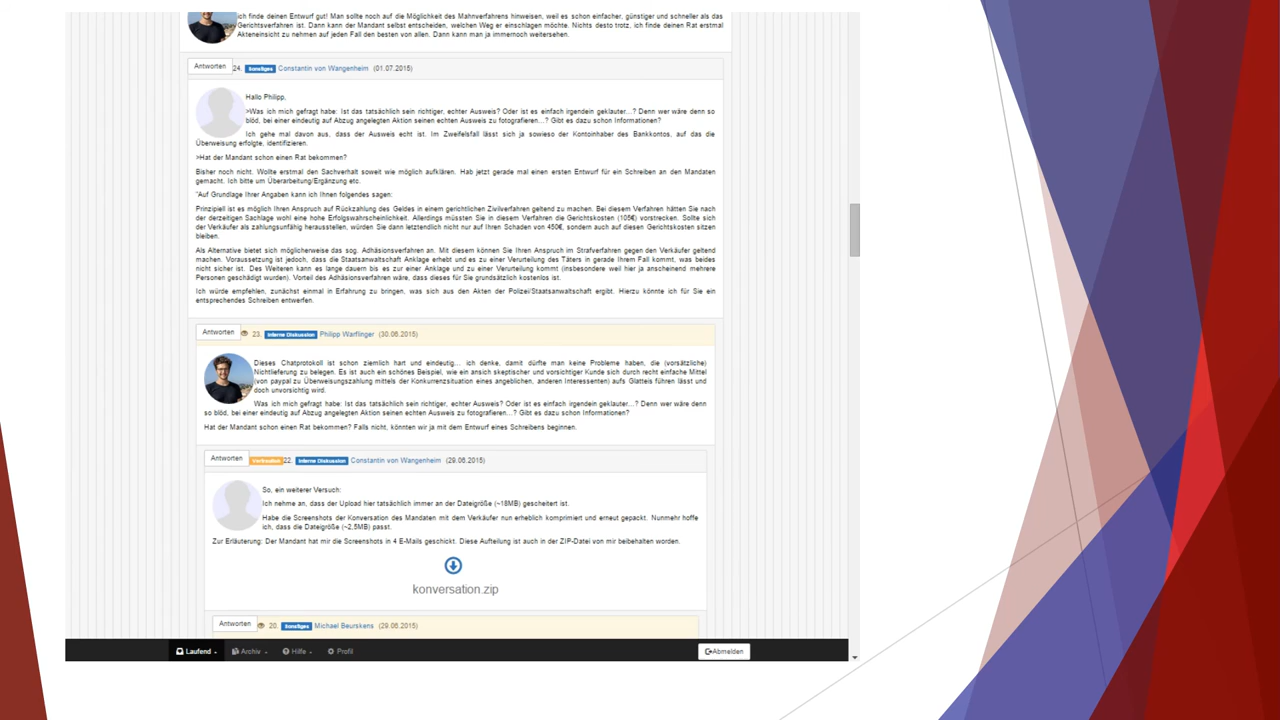 ich finde deinen Entwurf gut! Man sollte noch auf die Möglichkeit des Mahnverfahrens hinweisen, weil es schon einfacher, günstiger und schneller als das
Gerichtsverfahren ist. Dann kann der Mandant selbst entscheiden, welchen Weg er einschlagen möchte. Nichts desto trotz, ich finde deinen Rat erstmal
Akteneinsicht zu nehmen auf jeden Fall den besten von allen. Dann kann man ja immernoch weitersehen.
Antworten 24. Sonstiges Constantin von Wangenheim (01.07.2015)
Hallo Philipp,
>Was ich mich gefragt habe: Ist das tatsächlich sein richtiger, echter Ausweis? Oder ist es einfach irgendein geklauter...? Denn wer wäre denn so
blöd, bei einer eindeutig auf Abzug angelegten Aktion seinen echten Ausweis zu fotografieren...? Gibt es dazu schon Informationen?
Ich gehe mal davon aus, dass der Ausweis echt ist. Im Zweifelsfall lässt sich ja sowieso der Kontoinhaber des Bankkontos, auf das die
Überweisung erfolgte, identifizieren.
>Hat der Mandant schon einen Rat bekommen?
Bisher noch nicht. Wollte erstmal den Sachverhalt soweit wie möglich aufklären. Hab jetzt gerade mal einen ersten Entwurf für ein Schreiben an den Mandaten
gemacht. Ich bitte um Überarbeitung/Ergänzung etc.
"Auf Grundlage Ihrer Angaben kann ich Ihnen folgendes sagen:
Prinzipiell ist es möglich Ihren Anspruch auf Rückzahlung des Geldes in einem gerichtlichen Zivilverfahren geltend zu machen. Bei diesem Verfahren hätten Sie nach
der derzeitigen Sachlage wohl eine hohe Erfolgswahrscheinlichkeit. Allerdings müssten Sie in diesem Verfahren die Gerichtskosten (105€) vorstrecken. Sollte sich
der Verkäufer als zahlungsunfähig herausstellen, würden Sie dann letztendlich nicht nur auf Ihren Schaden von 450€, sondern auch auf diesen Gerichtskosten sitzen
bleiben.
Als Alternative bietet sich möglicherweise das sog. Adhäsionsverfahren an. Mit diesem können Sie Ihren Anspruch im Strafverfahren gegen den Verkäufer geltend
machen. Voraussetzung ist jedoch, dass die Staatsanwaltschaft Anklage erhebt und es zu einer Verurteilung des Täters in gerade Ihrem Fall kommt, was beides
nicht sicher ist. Des Weiteren kann es lange dauern bis es zur einer Anklage und zu einer Verurteilung kommt (insbesondere weil hier ja anscheinend mehrere
Personen geschädigt wurden). Vorteil des Adhäsionsverfahren wäre, dass dieses für Sie grundsätzlich kostenlos ist.
Ich würde empfehlen, zunächst einmal in Erfahrung zu bringen, was sich aus den Akten der Polizei/Staatsanwaltschaft ergibt. Hierzu könnte ich für Sie ein
entsprechendes Schreiben entwerfen.
Antworten 23. Interne Diskussion Philipp Warflinger (30.06.2015)
Dieses Chatprotokoll ist schon ziemlich hart und eindeutig... ich denke, damit dürfte man keine Probleme haben, die (vorsätzliche)
Nichtlieferung zu belegen. Es ist auch ein schönes Beispiel, wie ein ansich skeptischer und vorsichtiger Kunde sich durch recht einfache Mittel
(von paypal zu Überweisungszahlung mittels der Konkurrenzsituation eines angeblichen, anderen Interessenten) aufs Glatteis führen lässt und
doch unvorsichtig wird.
Was ich mich gefragt habe: Ist das tatsächlich sein richtiger, echter Ausweis? Oder ist es einfach irgendein geklauter...? Denn wer wäre denn
so blöd, bei einer eindeutig auf Abzug angelegten Aktion seinen echten Ausweis zu fotografieren...? Gibt es dazu schon Informationen?
Hat der Mandant schon einen Rat bekommen? Falls nicht, könnten wir ja mit dem Entwurf eines Schreibens beginnen.
Antworten Vertraulich 22. Interne Diskussion Constantin von Wangenheim (29.06.2015)
So, ein weiterer Versuch:
Ich nehme an, dass der Upload hier tatsächlich immer an der Dateigröße (~18MB) gescheitert ist.
Habe die Screenshots der Konversation des Mandaten mit dem Verkäufer nun erheblich komprimiert und erneut gepackt. Nunmehr hoffe
ich, dass die Dateigröße (~2,5MB) passt.
Zur Erläuterung: Der Mandant hat mir die Screenshots in 4 E-Mails geschickt. Diese Aufteilung ist auch in der ZIP-Datei von mir beibehalten worden.
konversation.zip
Antworten 20. Sonstiges Michael Beurskens (29.06.2015)
Laufend Archiv Hilfe Profil Abmelden